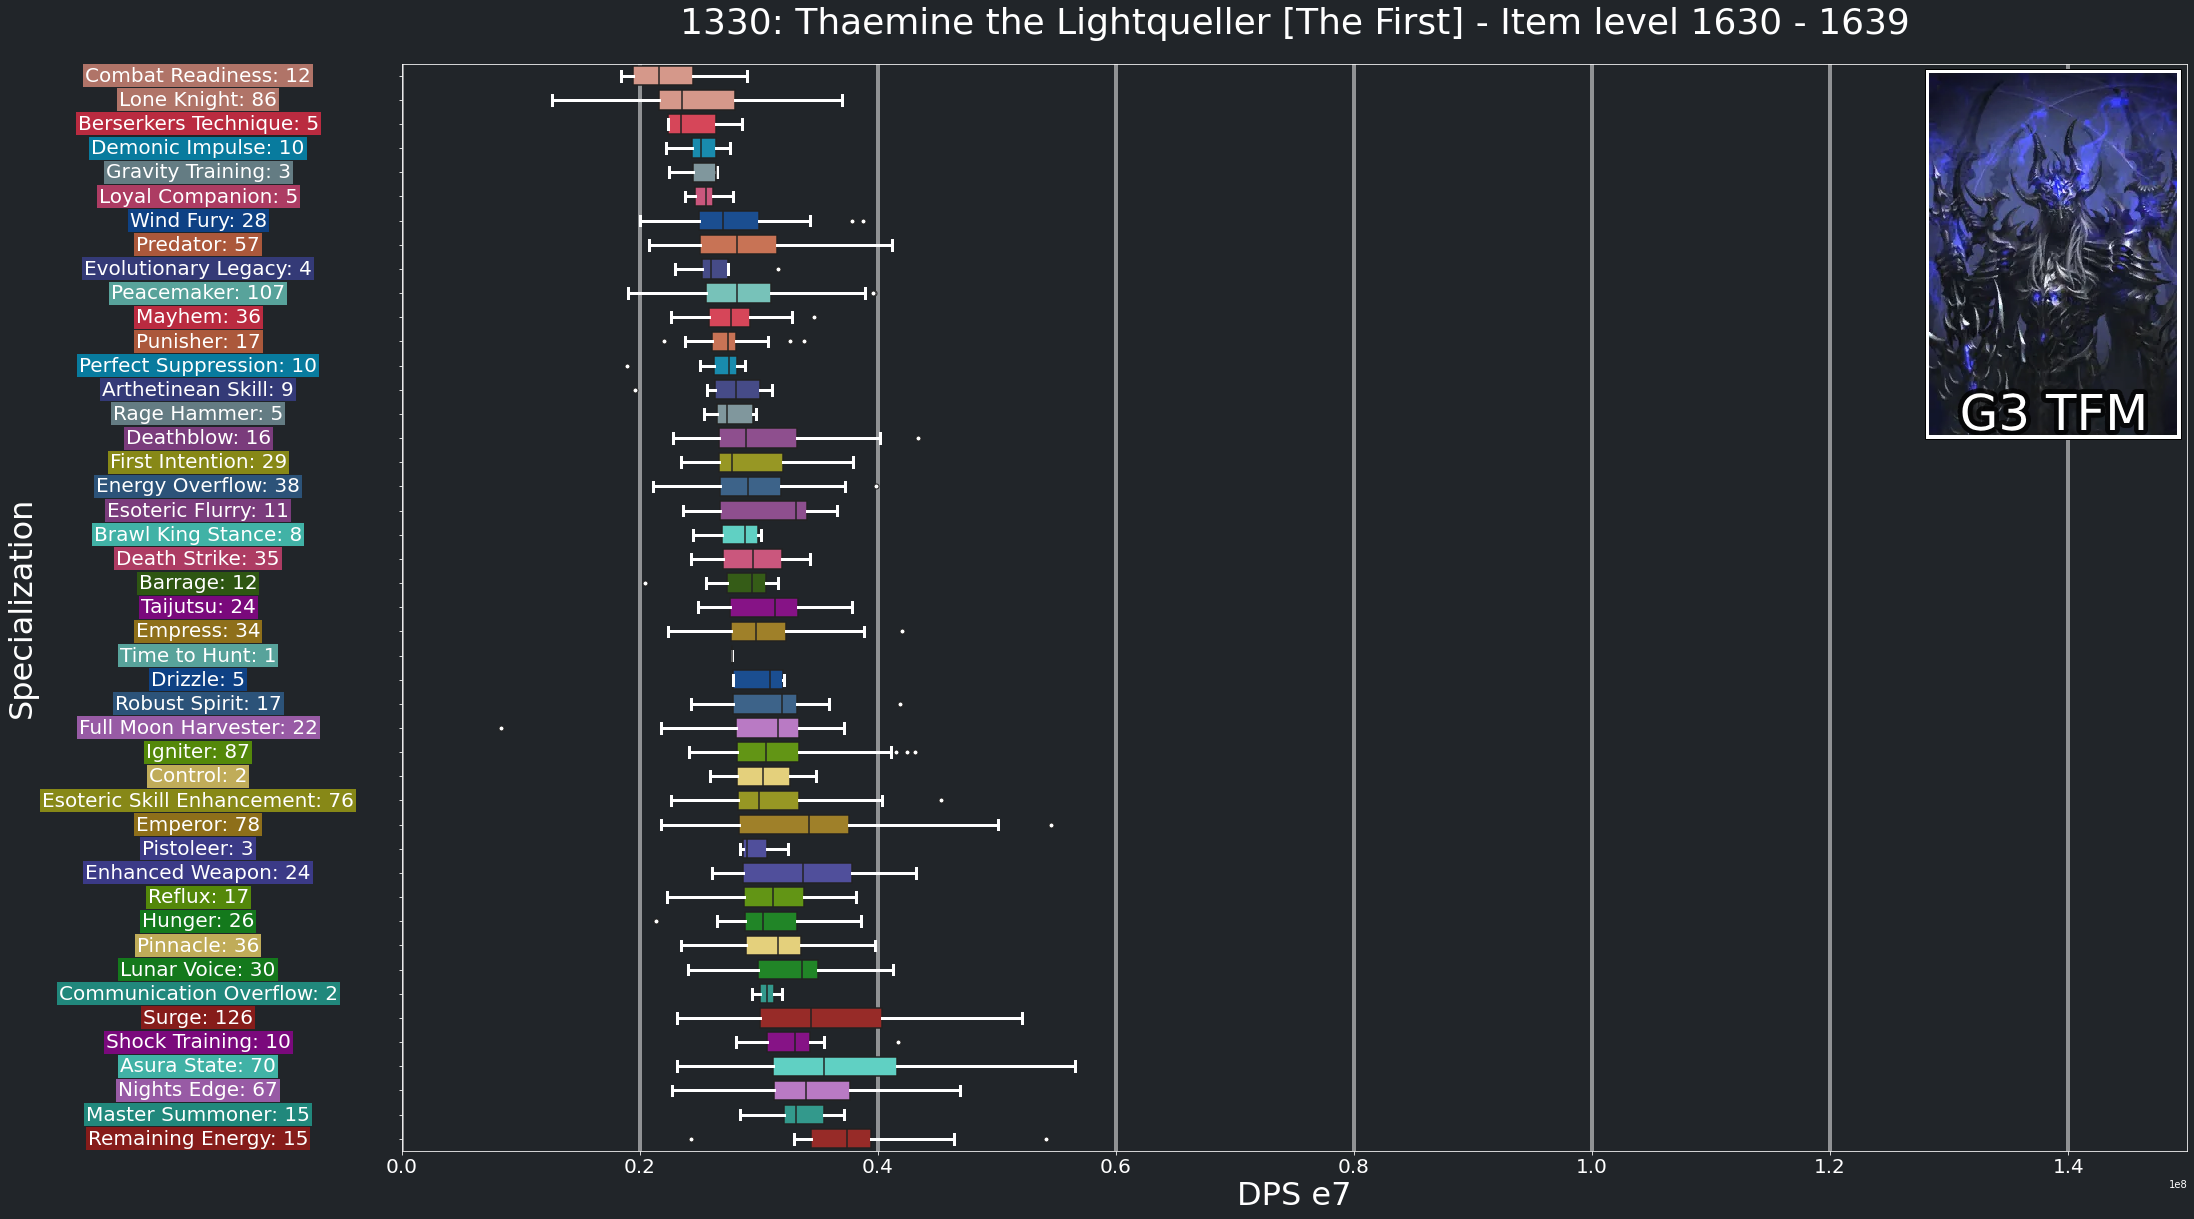 1330: Thaemine the Lightqueller [The First] - Item level 1630 - 1639
Combat Readiness: 12
Lone Knight: 86
Berserkers Technique: 5
Demonic Impulse: 10
Gravity Training: 3
Loyal Companion: 5
Wind Fury: 28
Predator: 57
Evolutionary Legacy: 4
Peacemaker: 107
Mayhem: 36
Punisher: 17
Perfect Suppression: 10
Arthetinean Skill: 9
Rage Hammer: 5
Deathblow: 16
First Intention: 29
Energy Overflow: 38
Esoteric Flurry: 11
Brawl King Stance: 8
Death Strike: 35
Barrage: 12
Taijutsu: 24
Empress: 34
Time to Hunt: 1
Drizzle: 5
Robust Spirit: 17
Full Moon Harvester: 22
Igniter: 87
Control: 2
Esoteric Skill Enhancement: 76
Emperor: 78
Pistoleer: 3
Enhanced Weapon: 24
Reflux: 17
Hunger: 26
Pinnacle: 36
Lunar Voice: 30
Communication Overflow: 2
Surge: 126
Shock Training: 10
Asura State: 70
Nights Edge: 67
Master Summoner: 15
Remaining Energy: 15
Specialization
G3 TFM
0.0 0.2 0.4 0.6 0.8 1.0 1.2 1.4
1e8
DPS e7